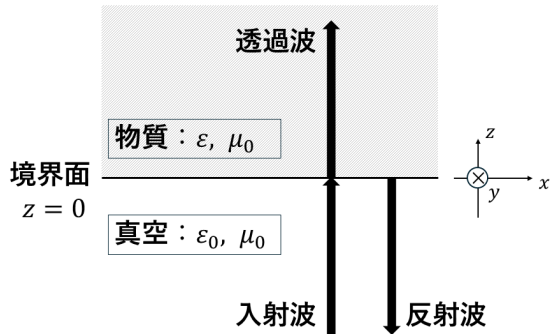 透過波
物質：ε, μ₀
境界面
z = 0
z
x
y
真空：ε₀, μ₀
入射波
反射波